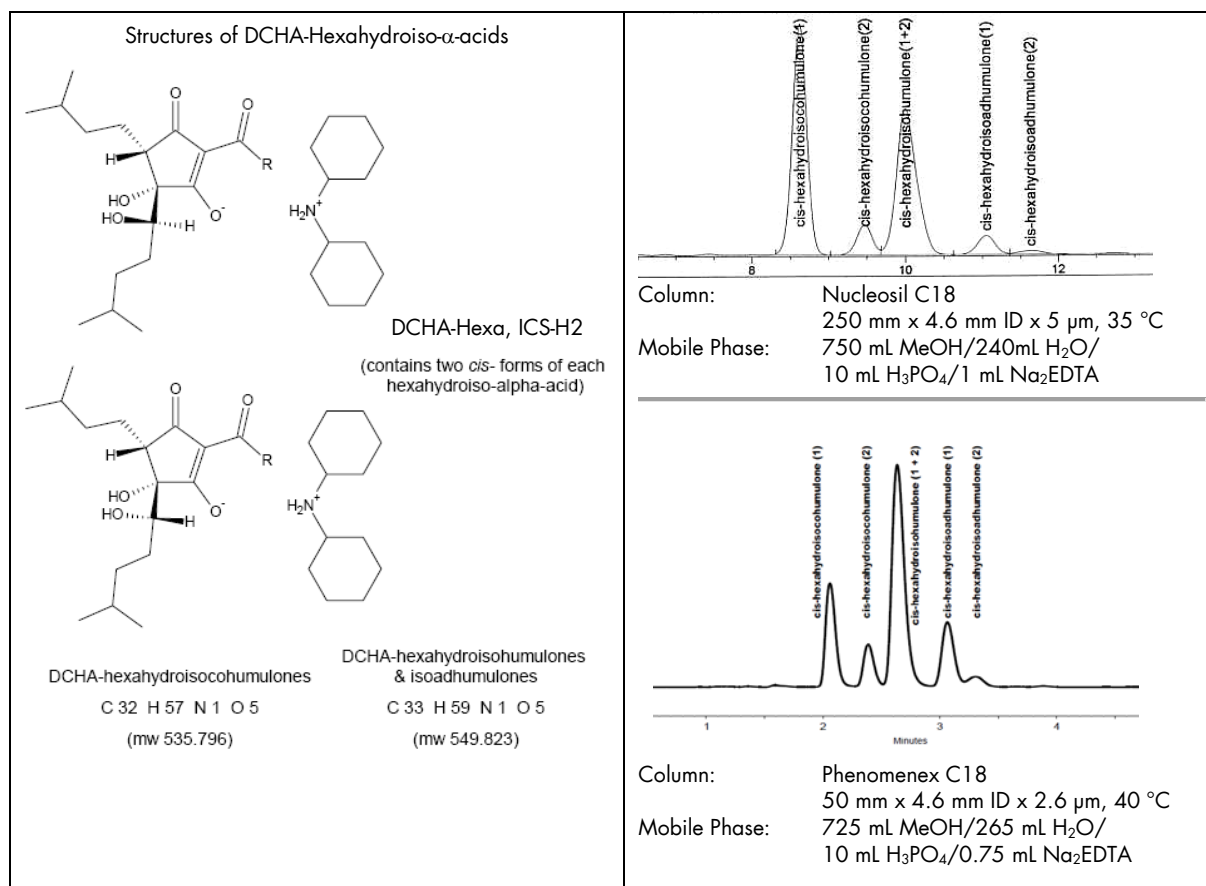 Structures of DCHA-Hexahydroiso-α-acids
O
O
H
R
HO
HO
H
O-
H2N+
DCHA-Hexa, ICS-H2
(contains two cis- forms of each
hexahydroiso-alpha-acid)
O
O
H
R
HO
HO
H
O-
H2N+
DCHA-hexahydroisocohumulones
C 32 H 57 N 1 O 5
(mw 535.796)
DCHA-hexahydroisohumulones
& isoadhumulones
C 33 H 59 N 1 O 5
(mw 549.823)
cis-hexahydroisocohumulone(1)
cis-hexahydroisocohumulone(2)
cis-hexahydroisohumulone(1+2)
cis-hexahydroisoadhumulone(1)
cis-hexahydroisoadhumulone(2)
8 10 12
Column: Nucleosil C18
250 mm x 4.6 mm ID x 5 µm, 35 °C
Mobile Phase: 750 mL MeOH/240mL H2O/
10 mL H3PO4/1 mL Na2EDTA
cis-hexahydroisocohumulone (1)
cis-hexahydroisocohumulone (2)
cis-hexahydroisohumulone (1 + 2)
cis-hexahydroisoadhumulone (1)
cis-hexahydroisoadhumulone (2)
1 2 3 4
Minutes
Column: Phenomenex C18
50 mm x 4.6 mm ID x 2.6 µm, 40 °C
Mobile Phase: 725 mL MeOH/265 mL H2O/
10 mL H3PO4/0.75 mL Na2EDTA